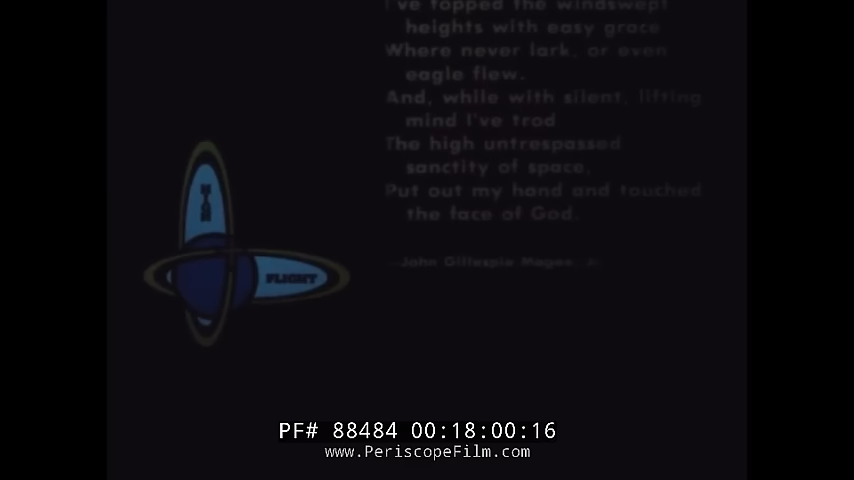 I've topped the windswept
heights with easy grace
Where never lark, or even
eagle flew.
And, while with silent, lifting
mind I've trod
The high untrespassed
sanctity of space,
Put out my hand and touched
the face of God.
John Gillespie Magee
FLIGHT
PF# 88484 00:18:00:16
www.PeriscopeFilm.com